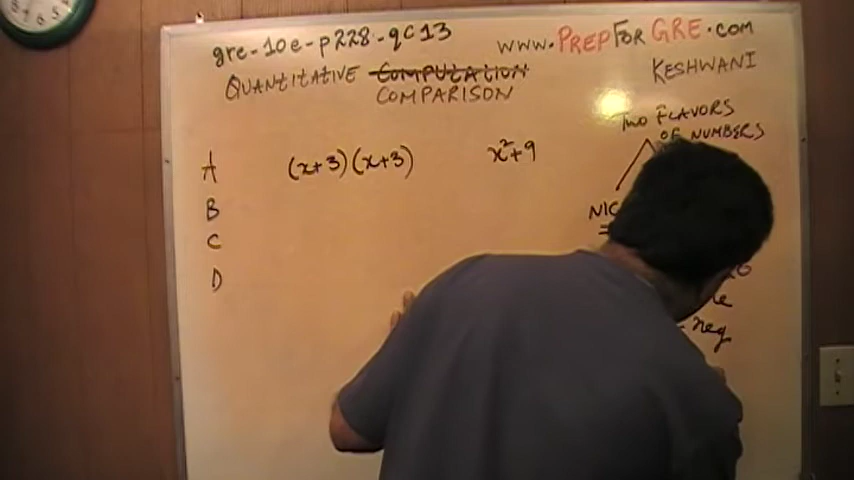 gre-10e-p228-qc13
www.PREPFORGRE.com
QUANTITATIVE COMPUTATION
COMPARISON
KESHWANI
TWO FLAVORS
OF NUMBERS
A (x+3)(x+3) x²+9
B
C
D
NIC
neg